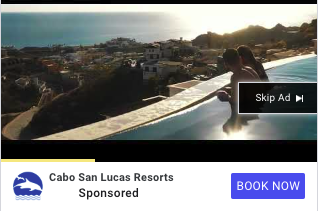 Skip Ad
Cabo San Lucas Resorts
Sponsored
BOOK NOW